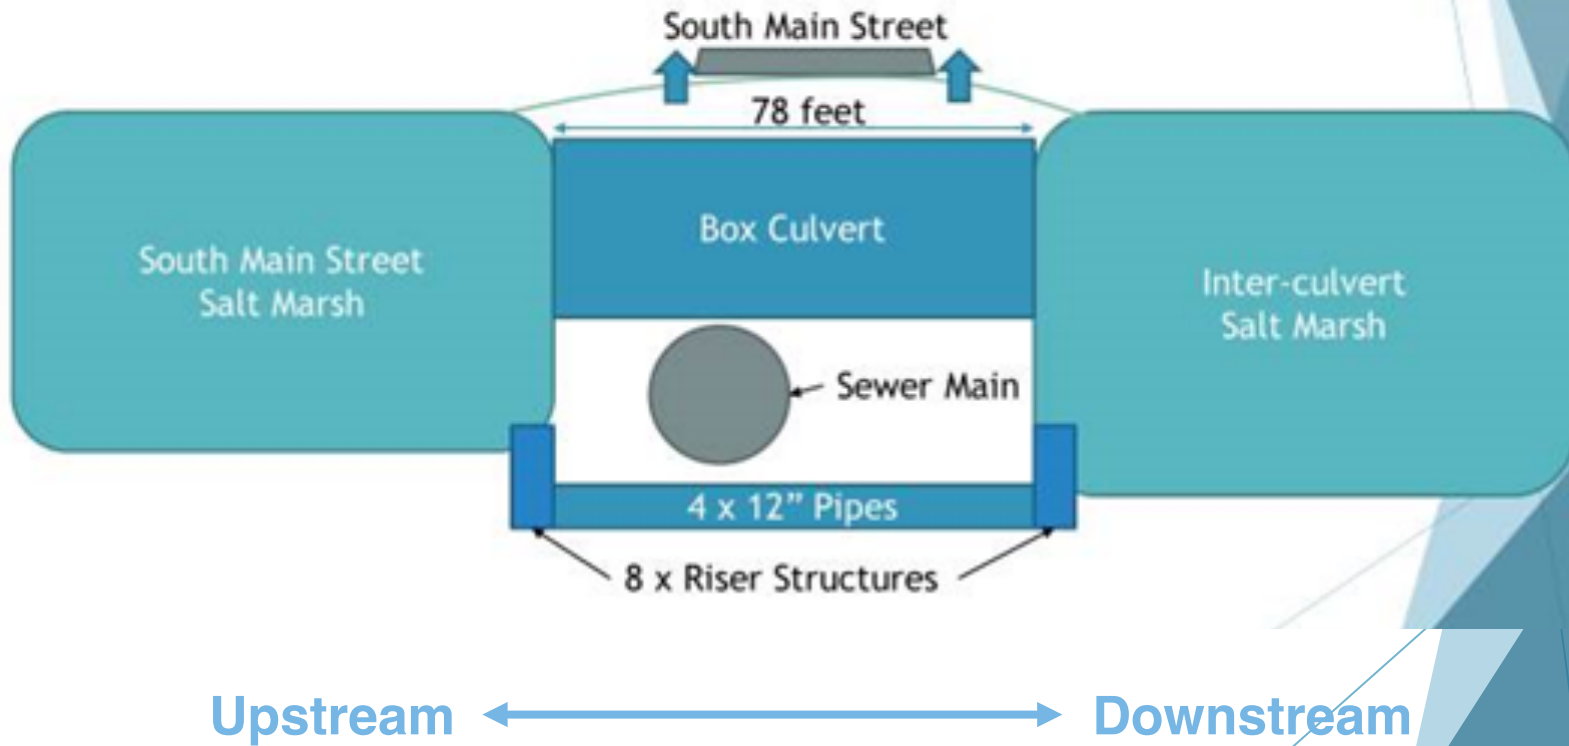 South Main Street
78 feet
Box Culvert
South Main Street
Salt Marsh
Inter-culvert
Salt Marsh
Sewer Main
4 x 12” Pipes
8 x Riser Structures
Upstream
Downstream